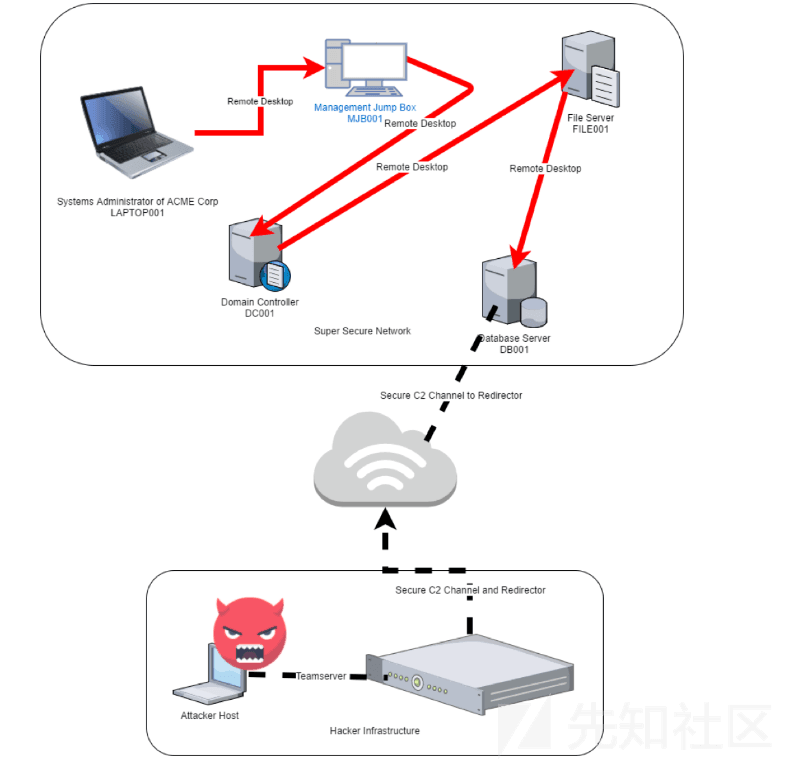 Remote Desktop
Management Jump Box
MJB001
Remote Desktop
File Server
FILE001
Remote Desktop
Remote Desktop
Systems Administrator of ACME Corp
LAPTOP001
Domain Controller
DC001
Super Secure Network
Database Server
DB001
Secure C2 Channel to Redirector
Secure C2 Channel and Redirector
Teamserver
Attacker Host
Hacker Infrastructure
先知社区